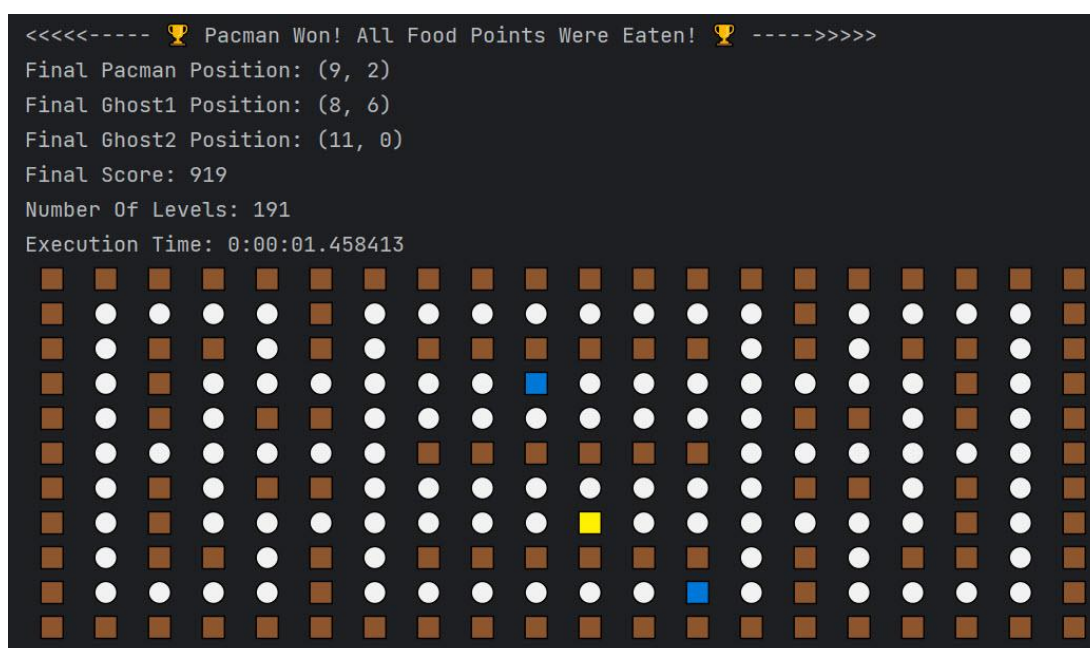 <<<<<----- 🏆 Pacman Won! All Food Points Were Eaten! 🏆 ----->>>>>
Final Pacman Position: (9, 2)
Final Ghost1 Position: (8, 6)
Final Ghost2 Position: (11, 0)
Final Score: 919
Number Of Levels: 191
Execution Time: 0:00:01.458413